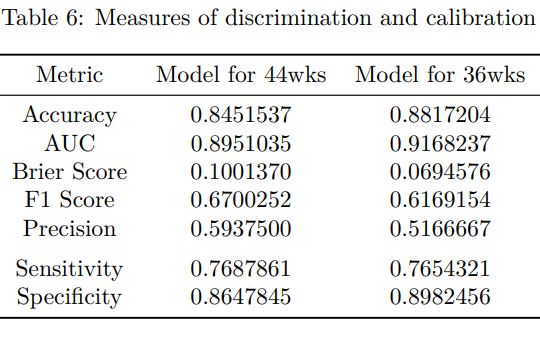 Table 6: Measures of discrimination and calibration
Metric Model for 44wks Model for 36wks
Accuracy 0.8451537 0.8817204
AUC 0.8951035 0.9168237
Brier Score 0.1001370 0.0694576
F1 Score 0.6700252 0.6169154
Precision 0.5937500 0.5166667
Sensitivity 0.7687861 0.7654321
Specificity 0.8647845 0.8982456